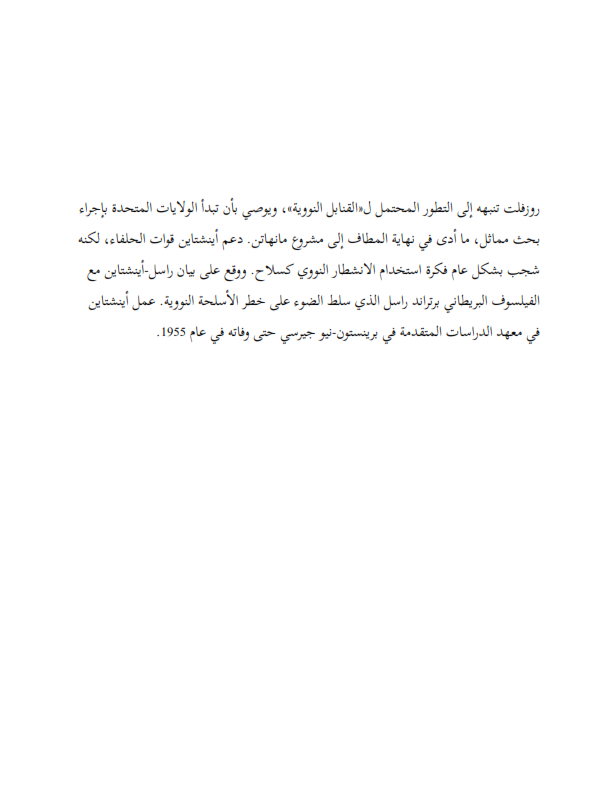 روزفلت تنبهه إلى التطور المحتمل ل«القنابل النووية»، ويوصي بأن تبدأ الولايات المتحدة بإجراء
بحث مماثل، ما أدى في نهاية المطاف إلى مشروع مانهاتن. دعم أينشتاين قوات الحلفاء، لكنه
شجب بشكل عام فكرة استخدام الانشطار النووي كسلاح. ووقع على بيان راسل-أينشتاين مع
الفيلسوف البريطاني برتراند راسل الذي سلط الضوء على خطر الأسلحة النووية. عمل أينشتاين
في معهد الدراسات المتقدمة في برينستون-نيو جيرسي حتى وفاته في عام 1955.